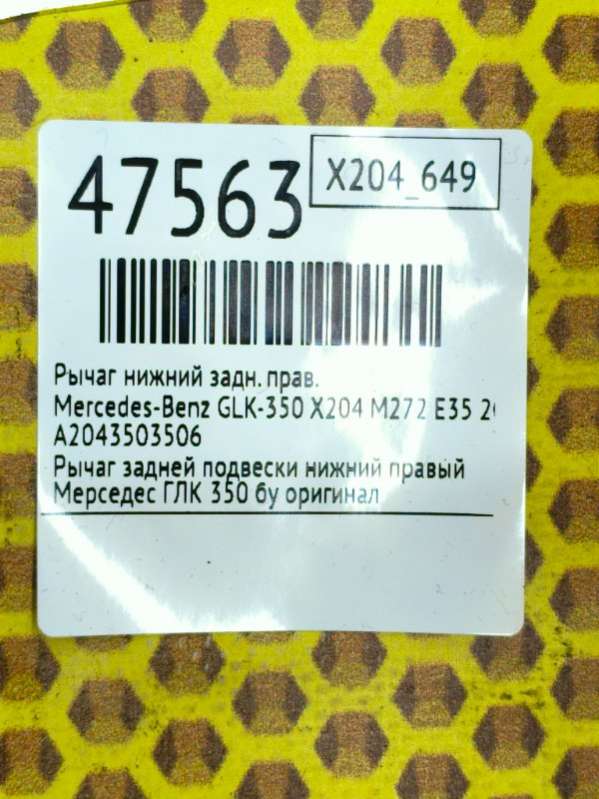 47563
X204_649
Рычаг нижний задн. прав.
Mercedes-Benz GLK-350 X204 M272 E35
A2043503506
Рычаг задней подвески нижний правый
Мерседес ГЛК 350 бу оригинал